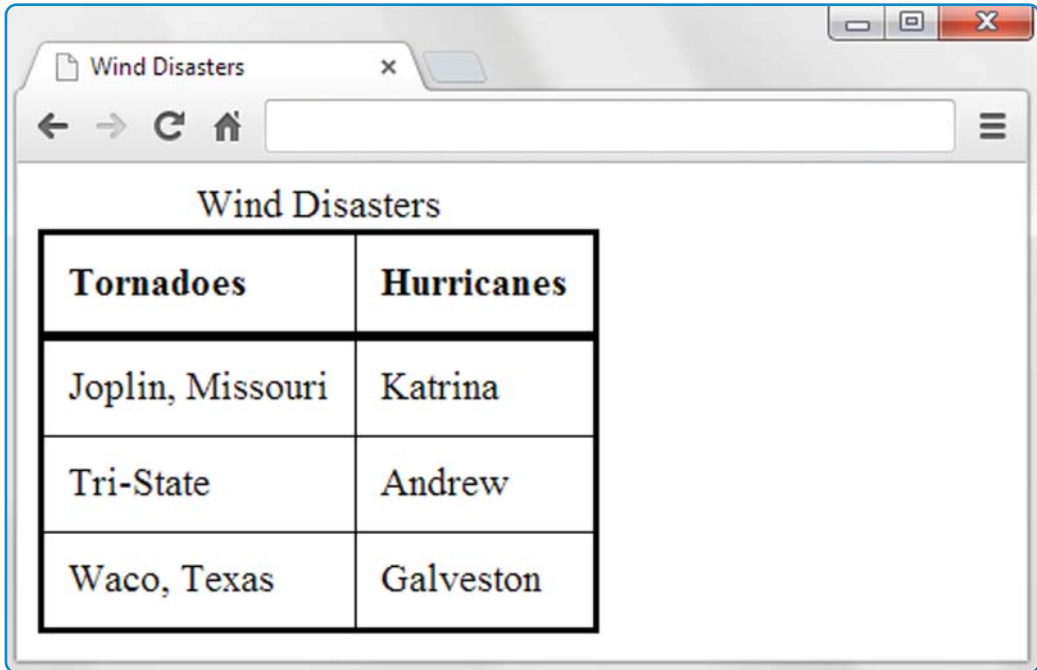 Wind Disasters
Wind Disasters
Tornadoes Hurricanes
Joplin, Missouri Katrina
Tri-State Andrew
Waco, Texas Galveston